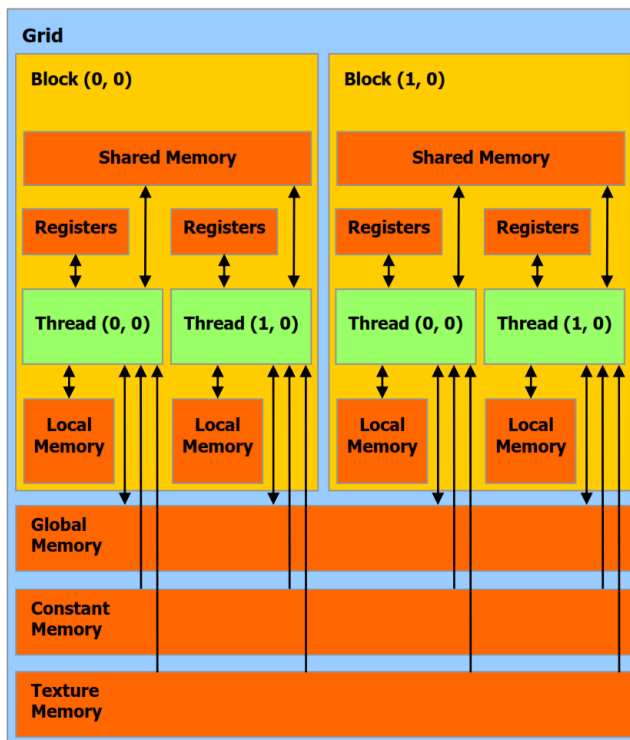 Grid
Block (0, 0)
Block (1, 0)
Shared Memory
Shared Memory
Registers
Registers
Registers
Registers
Thread (0, 0)
Thread (1, 0)
Thread (0, 0)
Thread (1, 0)
Local
Memory
Local
Memory
Local
Memory
Local
Memory
Global
Memory
Constant
Memory
Texture
Memory